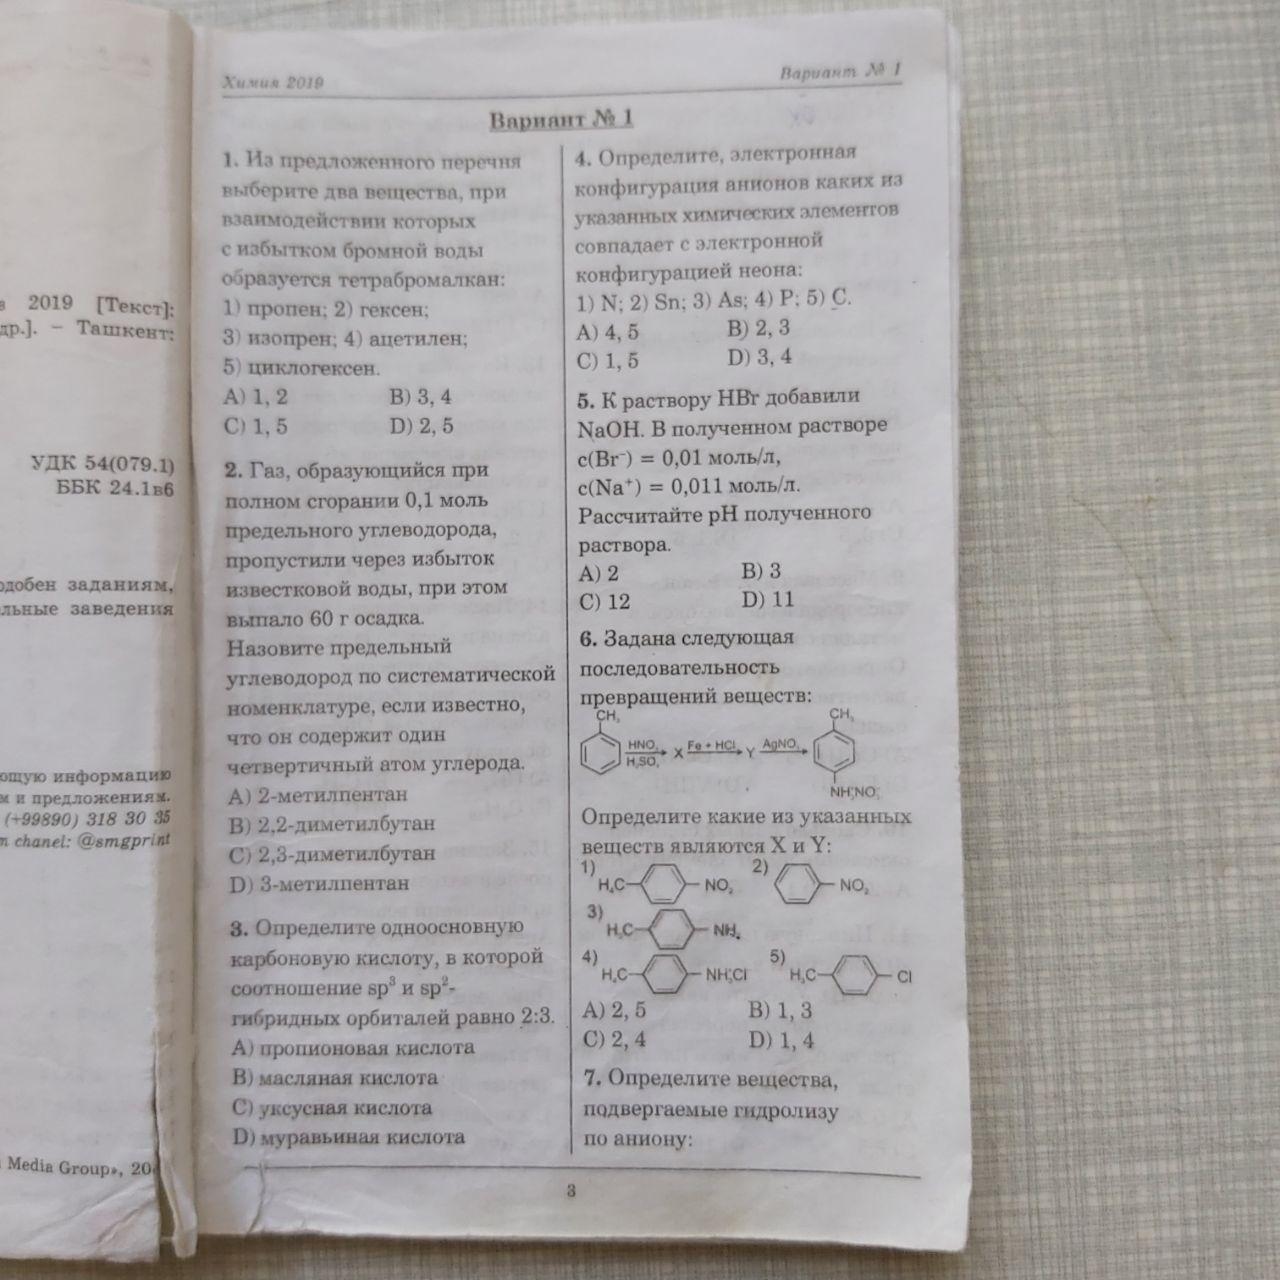 в 2019 [Текст]:
др.]. – Ташкент:
УДК 54(079.1)
ББК 24.1в6
одобен заданиям,
льные заведения
ющую информацию
м и предложениям.
(+99890) 318 30 35
m chanel: @smgprint
Media Group», 20
Химия 2019
Вариант № 1
Вариант № 1
1. Из предложенного перечня
выберите два вещества, при
взаимодействии которых
с избытком бромной воды
образуется тетрабромалкан:
1) пропен; 2) гексен;
3) изопрен; 4) ацетилен;
5) циклогексен.
A) 1, 2 B) 3, 4
C) 1, 5 D) 2, 5
2. Газ, образующийся при
полном сгорании 0,1 моль
предельного углеводорода,
пропустили через избыток
известковой воды, при этом
выпало 60 г осадка.
Назовите предельный
углеводород по систематической
номенклатуре, если известно,
что он содержит один
четвертичный атом углерода.
A) 2-метилпентан
B) 2,2-диметилбутан
C) 2,3-диметилбутан
D) 3-метилпентан
3. Определите одноосновную
карбоновую кислоту, в которой
соотношение sp³ и sp²-
гибридных орбиталей равно 2:3.
A) пропионовая кислота
B) масляная кислота
C) уксусная кислота
D) муравьиная кислота
4. Определите, электронная
конфигурация анионов каких из
указанных химических элементов
совпадает с электронной
конфигурацией неона:
1) N; 2) Sn; 3) As; 4) P; 5) C.
A) 4, 5 B) 2, 3
C) 1, 5 D) 3, 4
5. К раствору HBr добавили
NaOH. В полученном растворе
c(Br⁻) = 0,01 моль/л,
c(Na⁺) = 0,011 моль/л.
Рассчитайте pH полученного
раствора.
A) 2 B) 3
C) 12 D) 11
6. Задана следующая
последовательность
превращений веществ:
CH₃ CH₃
HNO₃ X Fe + HCl Y AgNO₃
H₂SO₄
NH₃NO₃
Определите какие из указанных
веществ являются X и Y:
1) H₃C NO₂ 2) NO₂
3) H₃C NH₂
4) H₃C NH₃Cl 5) H₃C Cl
A) 2, 5 B) 1, 3
C) 2, 4 D) 1, 4
7. Определите вещества,
подвергаемые гидролизу
по аниону:
3